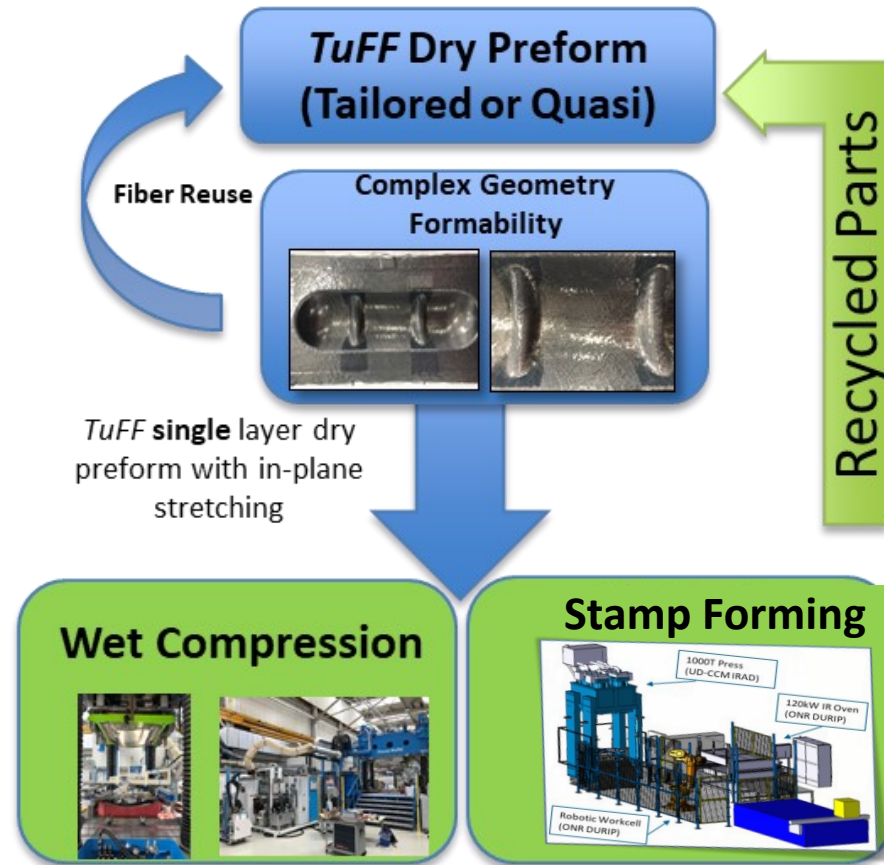 TuFF Dry Preform
(Tailored or Quasi)
Recycled Parts
Fiber Reuse
Complex Geometry
Formability
TuFF single layer dry
preform with in-plane
stretching
Wet Compression
Stamp Forming
1000T Press
(UD-CCM IRAD)
120kW IR Oven
(ONR DURIP)
Robotic Workcell
(ONR DURIP)